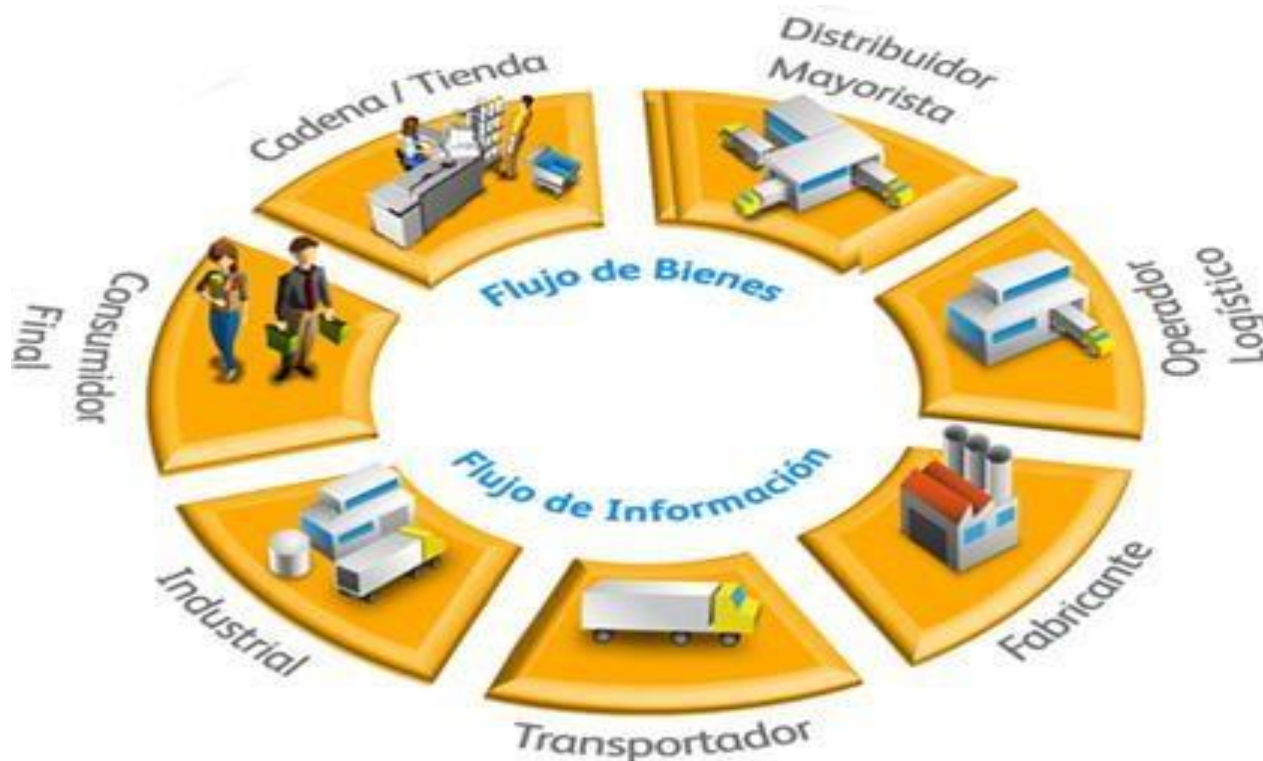 Cadena / Tienda
Distribuidor
Mayorista
Operador
Logístico
Fabricante
Transportador
Industrial
Consumidor
Final
Flujo de Bienes
Flujo de Información